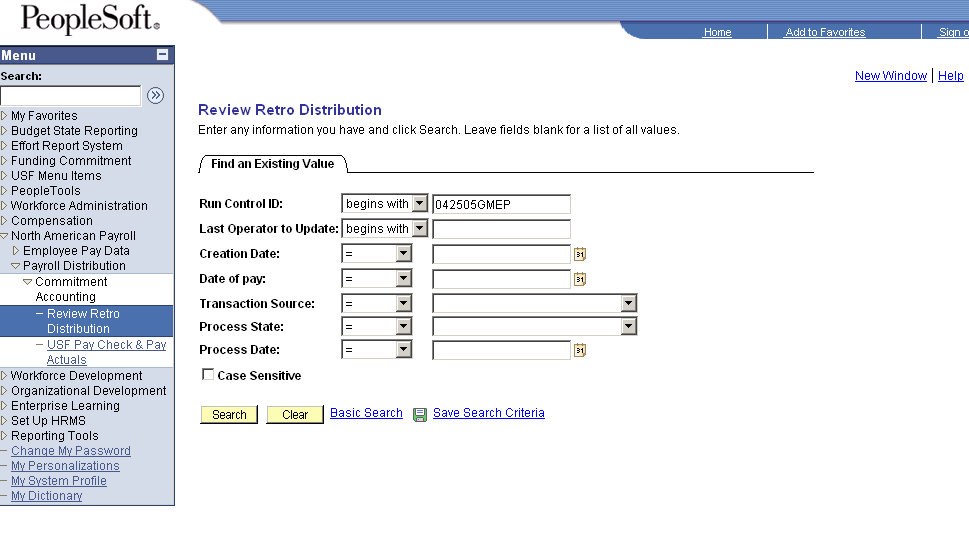 PeopleSoft.
Home Add to Favorites Sign o
Menu
New Window | Help
Search:
My Favorites
Budget State Reporting
Effort Report System
Funding Commitment
USF Menu Items
PeopleTools
Workforce Administration
Compensation
North American Payroll
Employee Pay Data
Payroll Distribution
Commitment
Accounting
Review Retro
Distribution
USF Pay Check & Pay
Actuals
Workforce Development
Organizational Development
Enterprise Learning
Set Up HRMS
Reporting Tools
Change My Password
My Personalizations
My System Profile
My Dictionary
Review Retro Distribution
Enter any information you have and click Search. Leave fields blank for a list of all values.
Find an Existing Value
Run Control ID: begins with 042505GMEP
Last Operator to Update: begins with
Creation Date: = 31
Date of pay: = 31
Transaction Source: =
Process State: =
Process Date: = 31
Case Sensitive
Search Clear Basic Search Save Search Criteria